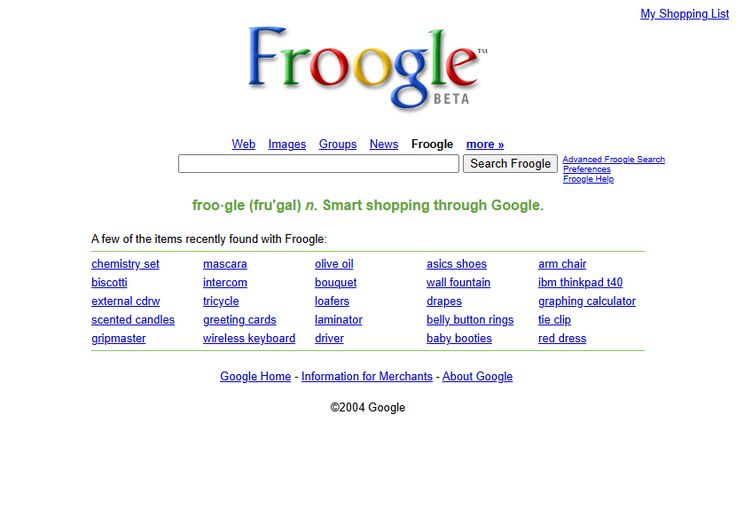 My Shopping List
Froogle™
BETA
Web Images Groups News Froogle more »
Search Froogle
Advanced Froogle Search
Preferences
Froogle Help
froo·gle (fru'gal) n. Smart shopping through Google.
A few of the items recently found with Froogle:
chemistry set mascara olive oil asics shoes arm chair
biscotti intercom bouquet wall fountain ibm thinkpad t40
external cdrw tricycle loafers drapes graphing calculator
scented candles greeting cards laminator belly button rings tie clip
gripmaster wireless keyboard driver baby booties red dress
Google Home - Information for Merchants - About Google
©2004 Google